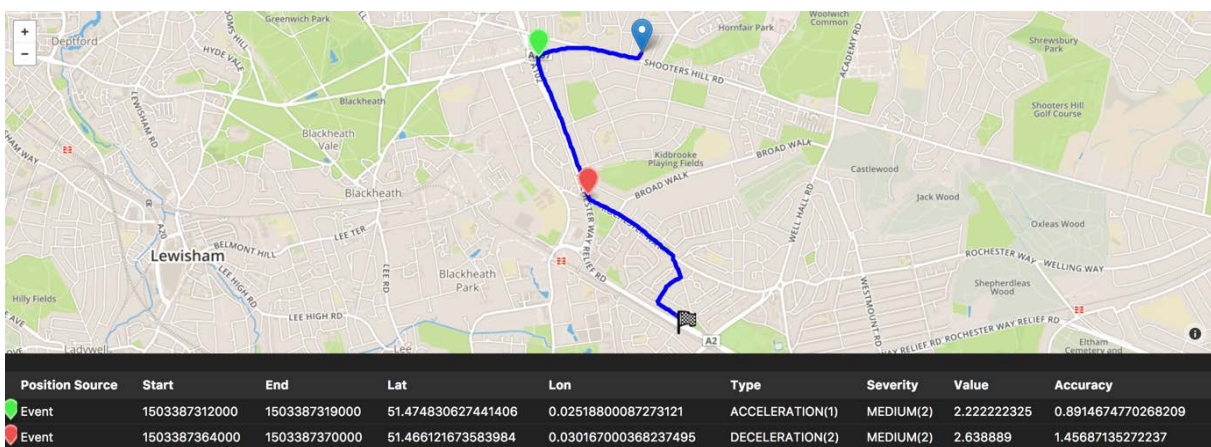 +
−
Greenwich Park
Hornfair Park
Woolwich
Common
ACADEMY RD
Deptford
HYDE VALE
SHOOTERS HILL RD
Shrewsbury
Park
LEWISHAM RD
Blackheath
Shooters Hill
Golf Course
Blackheath
Vale
Kidbrooke
Playing Fields
BROAD WALK
Castlewood
BROAD WALK
Blackheath
Jack Wood
WELL HALL RD
Oxleas Wood
A20
LEE TER
BELMONT HILL
Lewisham
ROCHESTER WAY
WELLING WAY
LEE RD
Blackheath
Park
LEE HIGH RD
WESTMOUNT RD
Shepherdleas
Wood
Hilly Fields
LEE HIGH RD
A2
ROCHESTER WAY RELIEF RD
Eltham
Cemetery and
Ladywell
Lee
Position Source Start End Lat Lon Type Severity Value Accuracy
Event 1503387312000 1503387319000 51.474830627441406 0.02518800087273121 ACCELERATION(1) MEDIUM(2) 2.222222325 0.8914674770268209
Event 1503387364000 1503387370000 51.466121673583984 0.030167000368237495 DECELERATION(2) MEDIUM(2) 2.638889 1.45687135272237